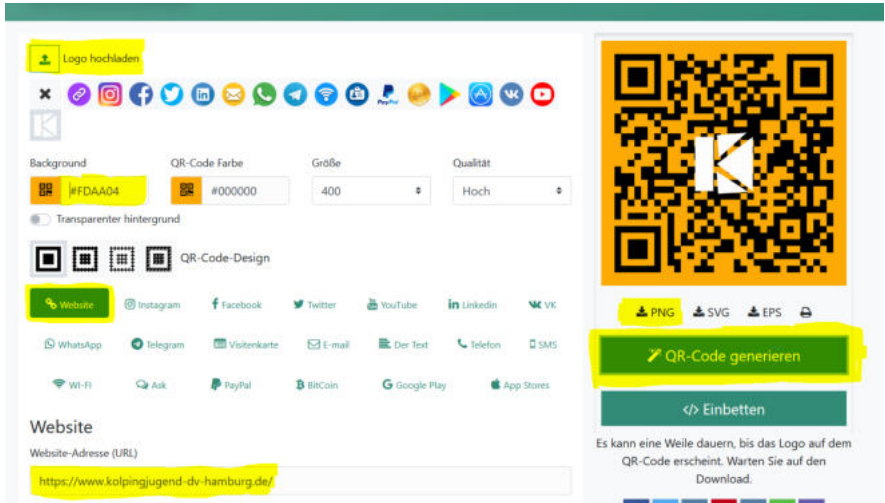 Logo hochladen
Background
QR-Code Farbe
Größe
Qualität
#FDAA04
#000000
400
Hoch
Transparenter hintergrund
QR-Code-Design
Website
Instagram
Facebook
Twitter
YouTube
Linkedin
VK
WhatsApp
Telegram
Visitenkarte
E-mail
Der Text
Telefon
SMS
WI-FI
Ask
PayPal
BitCoin
Google Play
App Stores
Website
Website-Adresse (URL)
https://www.kolpingjugend-dv-hamburg.de/
PNG
SVG
EPS
QR-Code generieren
</> Einbetten
Es kann eine Weile dauern, bis das Logo auf dem
QR-Code erscheint. Warten Sie auf den
Download.